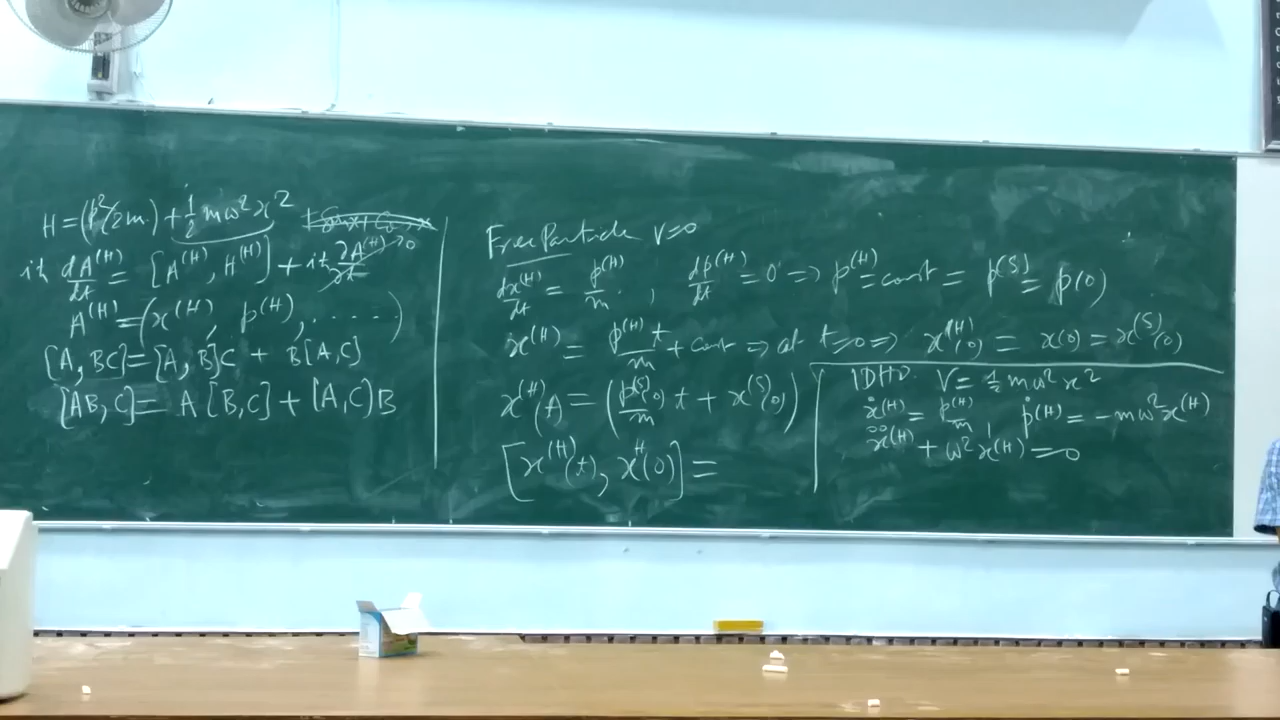 H = (p²/2m) + ½ mω²x²
iħ dA^(H)/dt = [A^(H), H^(H)] + iħ ∂A^(H)/∂t → 0
A^(H) = (x^(H), p^(H), .....)
[A, BC] = [A, B]C + B[A, C]
[AB, C] = A[B, C] + [A, C]B
Free Particle V=0
dx^(H)/dt = p^(H)/m , dp^(H)/dt = 0 => p^(H) = const = p^(S) = p(0)
x^(H) = p^(H)t/m + const => at t=0 => x^(H)(0) = x(0) = x^(S)(0)
x^(H)(t) = (p^(S)(0)/m t + x^(S)(0))
[x^(H)(t), x^H(0)] =
1DHO V = ½ mω²x²
ẋ^(H) = p^(H)/m , ṗ^(H) = -mω²x^(H)
ẍ^(H) + ω²x^(H) = 0